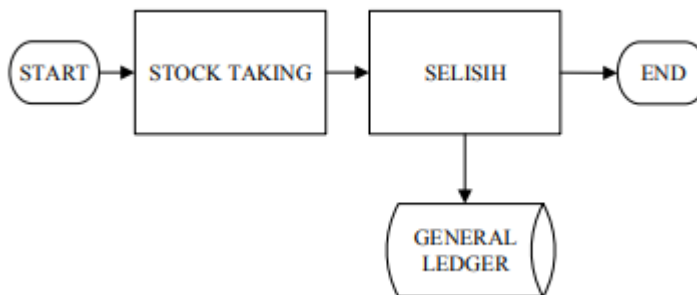 START
STOCK TAKING
SELISIH
END
GENERAL
LEDGER